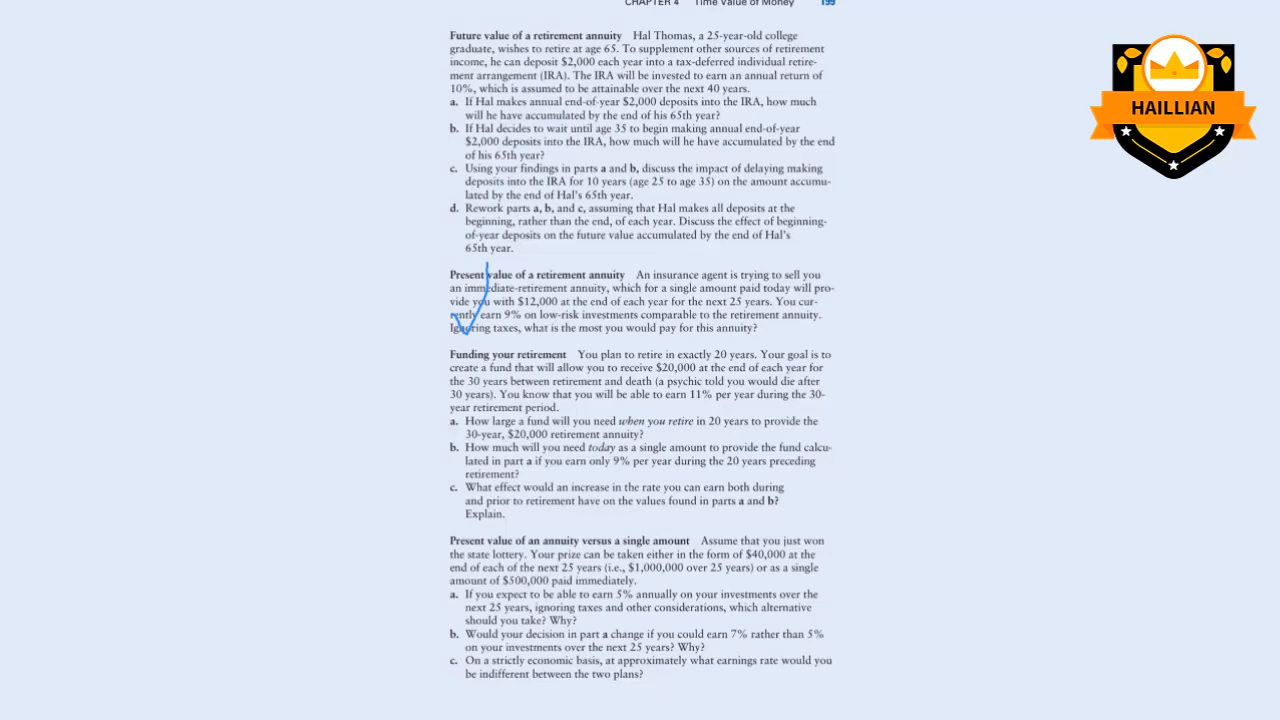 CHAPTER 4 Time Value of Money 199
Future value of a retirement annuity Hal Thomas, a 25-year-old college
graduate, wishes to retire at age 65. To supplement other sources of retirement
income, he can deposit $2,000 each year into a tax-deferred individual retire-
ment arrangement (IRA). The IRA will be invested to earn an annual return of
10%, which is assumed to be attainable over the next 40 years.
a. If Hal makes annual end-of-year $2,000 deposits into the IRA, how much
will he have accumulated by the end of his 65th year?
b. If Hal decides to wait until age 35 to begin making annual end-of-year
$2,000 deposits into the IRA, how much will he have accumulated by the end
of his 65th year?
c. Using your findings in parts a and b, discuss the impact of delaying making
deposits into the IRA for 10 years (age 25 to age 35) on the amount accumu-
lated by the end of Hal's 65th year.
d. Rework parts a, b, and c, assuming that Hal makes all deposits at the
beginning, rather than the end, of each year. Discuss the effect of beginning-
of-year deposits on the future value accumulated by the end of Hal's
65th year.
Present value of a retirement annuity An insurance agent is trying to sell you
an immediate-retirement annuity, which for a single amount paid today will pro-
vide you with $12,000 at the end of each year for the next 25 years. You cur-
rently earn 9% on low-risk investments comparable to the retirement annuity.
Ignoring taxes, what is the most you would pay for this annuity?
Funding your retirement You plan to retire in exactly 20 years. Your goal is to
create a fund that will allow you to receive $20,000 at the end of each year for
the 30 years between retirement and death (a psychic told you would die after
30 years). You know that you will be able to earn 11% per year during the 30-
year retirement period.
a. How large a fund will you need when you retire in 20 years to provide the
30-year, $20,000 retirement annuity?
b. How much will you need today as a single amount to provide the fund calcu-
lated in part a if you earn only 9% per year during the 20 years preceding
retirement?
c. What effect would an increase in the rate you can earn both during
and prior to retirement have on the values found in parts a and b?
Explain.
Present value of an annuity versus a single amount Assume that you just won
the state lottery. Your prize can be taken either in the form of $40,000 at the
end of each of the next 25 years (i.e., $1,000,000 over 25 years) or as a single
amount of $500,000 paid immediately.
a. If you expect to be able to earn 5% annually on your investments over the
next 25 years, ignoring taxes and other considerations, which alternative
should you take? Why?
b. Would your decision in part a change if you could earn 7% rather than 5%
on your investments over the next 25 years? Why?
c. On a strictly economic basis, at approximately what earnings rate would you
be indifferent between the two plans?
HAILLIAN